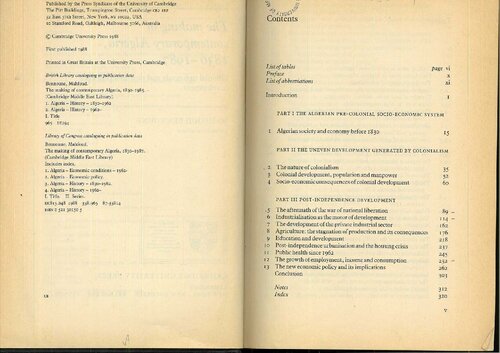 Published by the Press Syndicate of the University of Cambridge
The Pitt Building, Trumpington Street, Cambridge CB2 1RP
32 East 57th Street, New York, NY 10022, USA
10 Stamford Road, Oakleigh, Melbourne 3166, Australia
© Cambridge University Press 1988
First published 1988
Printed in Great Britain at the University Press, Cambridge
British Library cataloguing in publication data
Bennoune, Mahfoud.
The making of contemporary Algeria, 1830–1987.
(Cambridge Middle East Library)
1. Algeria – History – 1830–1962
2. Algeria – History – 1962–
I. Title
965 DT294
Library of Congress cataloguing in publication data
Bennoune, Mahfoud.
The making of contemporary Algeria, 1830–1987.
(Cambridge Middle East Library)
Includes index.
1. Algeria – Economic conditions – 1962–
2. Algeria – Economic policy.
3. Algeria – History – 1830–1962.
4. Algeria – History – 1962–
I. Title. II. Series.
1988 87–
ISBN 0 521 30150
Contents
List of tables page vi
Preface x
List of abbreviations xi
Introduction 1
PART I THE ALGERIAN PRE-COLONIAL SOCIO-ECONOMIC SYSTEM
1 Algerian society and economy before 1830 15
PART II THE UNEVEN DEVELOPMENT GENERATED BY COLONIALISM
2 The nature of colonialism 35
3 Colonial development, population and manpower 52
4 Socio-economic consequences of colonial development 60
PART III POST-INDEPENDENCE DEVELOPMENT
5 The aftermath of the war of national liberation 89
6 Industrialisation as the motor of development 114
7 The development of the private industrial sector 162
8 Agriculture: the stagnation of production and its consequences 176
9 Education and development 218
10 Post-independence urbanisation and the housing crisis 237
11 Public health since 1962 245
12 The growth of employment, income and consumption 252
13 The new economic policy and its implications 262
Conclusion 303
Notes 312
Index 320
v